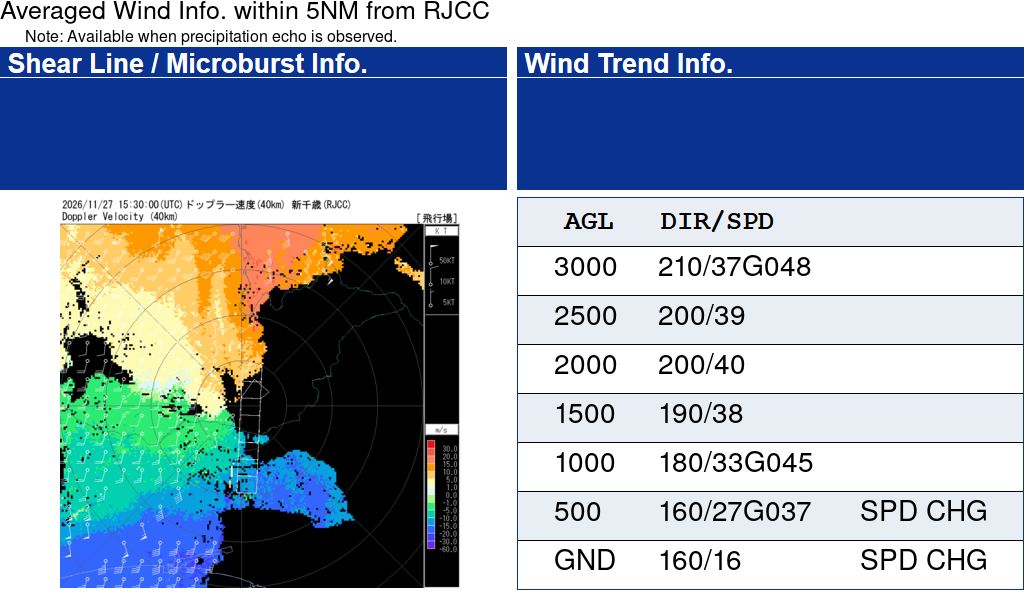 Averaged Wind Info. within 5NM from RJCC
Note: Available when precipitation echo is observed.
Shear Line / Microburst Info.
Wind Trend Info.
2026/11/27 15:30:00(UTC) ドップラー速度(40km) 新千歳(RJCC)
Doppler Velocity (40km)
[飛行場]
KT
50KT
10KT
5KT
m/s
30.0
20.0
15.0
10.0
5.0
1.0
0.0
-1.0
-5.0
-10.0
-15.0
-20.0
-30.0
-60.0
AGL DIR/SPD
3000 210/37G048
2500 200/39
2000 200/40
1500 190/38
1000 180/33G045
500 160/27G037 SPD CHG
GND 160/16 SPD CHG